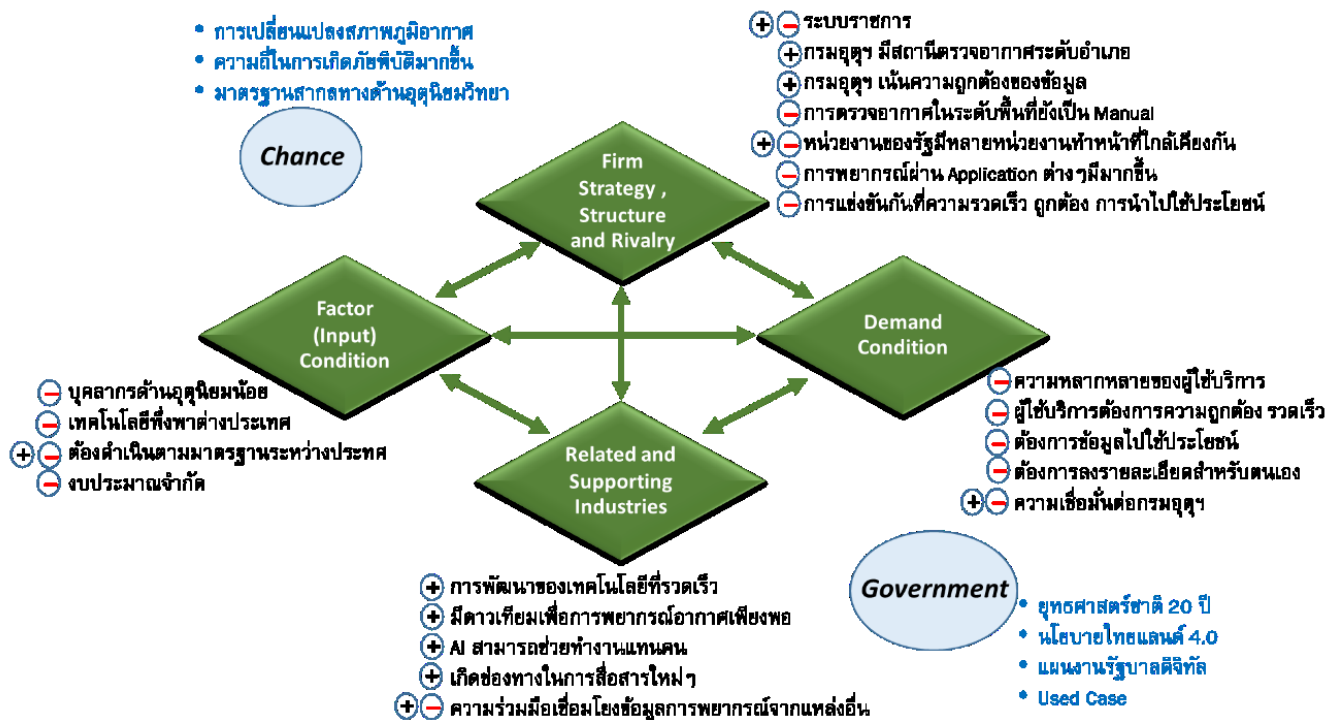 • การเปลี่ยนแปลงสภาพภูมิอากาศ
• ความถี่ในการเกิดภัยพิบัติมากขึ้น
• มาตรฐานสากลทางด้านอุตุนิยมวิทยา
Chance
+ − ระบบราชการ
+ กรมอุตุฯ มีสถานีตรวจอากาศระดับอำเภอ
+ กรมอุตุฯ เน้นความถูกต้องของข้อมูล
− การตรวจอากาศในระดับพื้นที่ยังเป็น Manual
+ − หน่วยงานของรัฐมีหลายหน่วยงานทำหน้าที่ใกล้เคียงกัน
− การพยากรณ์ผ่าน Application ต่างๆมีมากขึ้น
− การแข่งขันกันที่ความรวดเร็ว ถูกต้อง การนำไปใช้ประโยชน์
Firm
Strategy ,
Structure
and Rivalry
Factor
(Input)
Condition
Demand
Condition
− บุคลากรด้านอุตุนิยมน้อย
− เทคโนโลยีพึ่งพาต่างประเทศ
+ − ต้องดำเนินตามมาตรฐานระหว่างประทศ
− งบประมาณจำกัด
Related and
Supporting
Industries
− ความหลากหลายของผู้ใช้บริการ
− ผู้ใช้บริการต้องการความถูกต้อง รวดเร็ว
− ต้องการข้อมูลไปใช้ประโยชน์
− ต้องการลงรายละเอียดสำหรับตนเอง
+ − ความเชื่อมั่นต่อกรมอุตุฯ
+ การพัฒนาของเทคโนโลยีที่รวดเร็ว
+ มีดาวเทียมเพื่อการพยากรณ์อากาศเพียงพอ
+ AI สามารถช่วยทำงานแทนคน
+ เกิดช่องทางในการสื่อสารใหม่ๆ
+ − ความร่วมมือเชื่อมโยงข้อมูลการพยากรณ์จากแหล่งอื่น
Government
• ยุทธศาสตร์ชาติ 20 ปี
• นโยบายไทยแลนด์ 4.0
• แผนงานรัฐบาลดิจิทัล
• Used Case